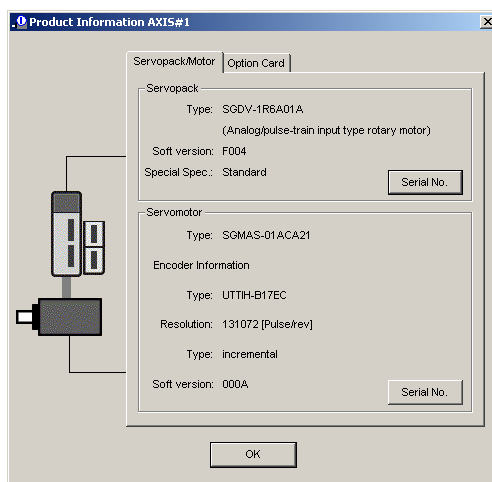 Product Information AXIS#1
Servopack/Motor
Option Card
Servopack
Type: SGDV-1R6A01A
(Analog/pulse-train input type rotary motor)
Soft version: F004
Special Spec.: Standard
Serial No.
Servomotor
Type: SGMAS-01ACA21
Encoder Information
Type: UTTIH-B17EC
Resolution: 131072 [Pulse/rev]
Type: incremental
Soft version: 000A
Serial No.
OK